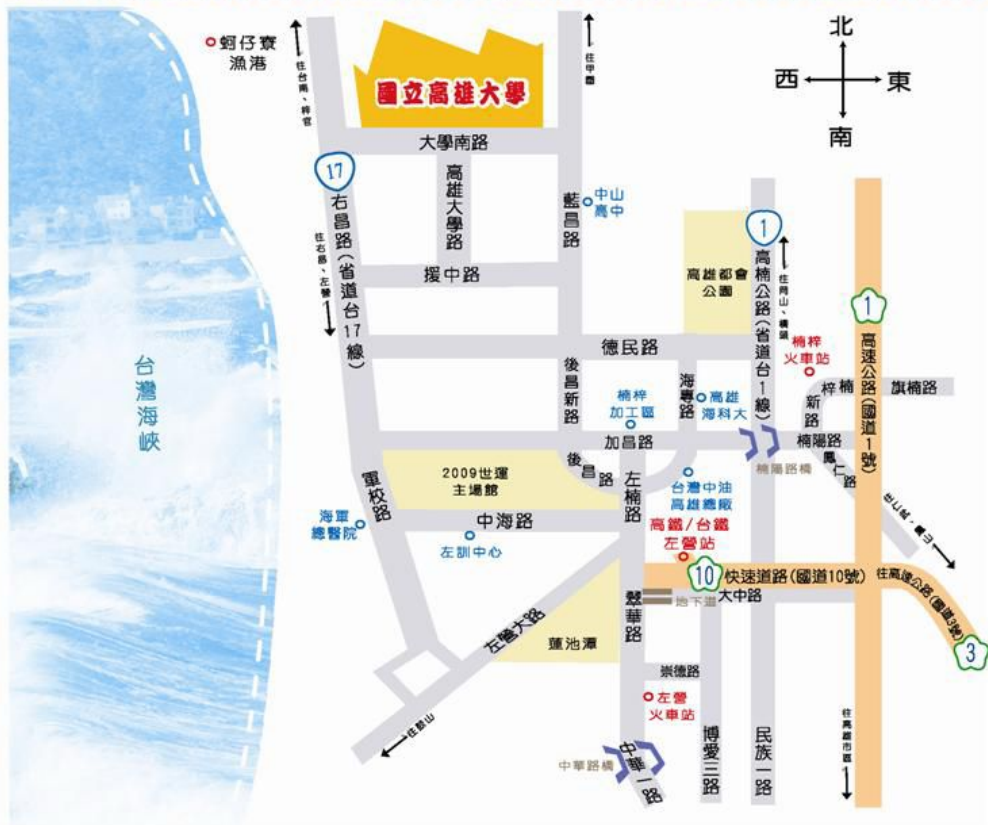 蚵仔寮
漁港
往台南、梓官
國立高雄大學
往甲圍
北
西
東
南
大學南路
17
右昌路(省道台17線)
高雄大學路
藍昌路
中山
高中
1
高楠公路(省道台1線)
往岡山、橋頭
高雄都會
公園
往右昌、左營
援中路
1
高速公路(國道1號)
德民路
楠梓
火車站
台灣海峽
後昌新路
楠梓
加工區
海專路
高雄
海科大
梓楠
新路
旗楠路
加昌路
楠陽路
楠陽路橋
鳳仁路
往仁武、鳳山
軍校路
2009世運
主場館
後昌路
左楠路
台灣中油
高雄總廠
海軍
總醫院
中海路
左訓中心
高鐵/台鐵
左營站
10
快速道路(國道10號)
往高速公路(國道3號)
3
大中路
地下道
翠華路
左營大路
蓮池潭
崇德路
左營
火車站
往鼓山
中華路橋
中華一路
博愛三路
民族一路
往高雄市區